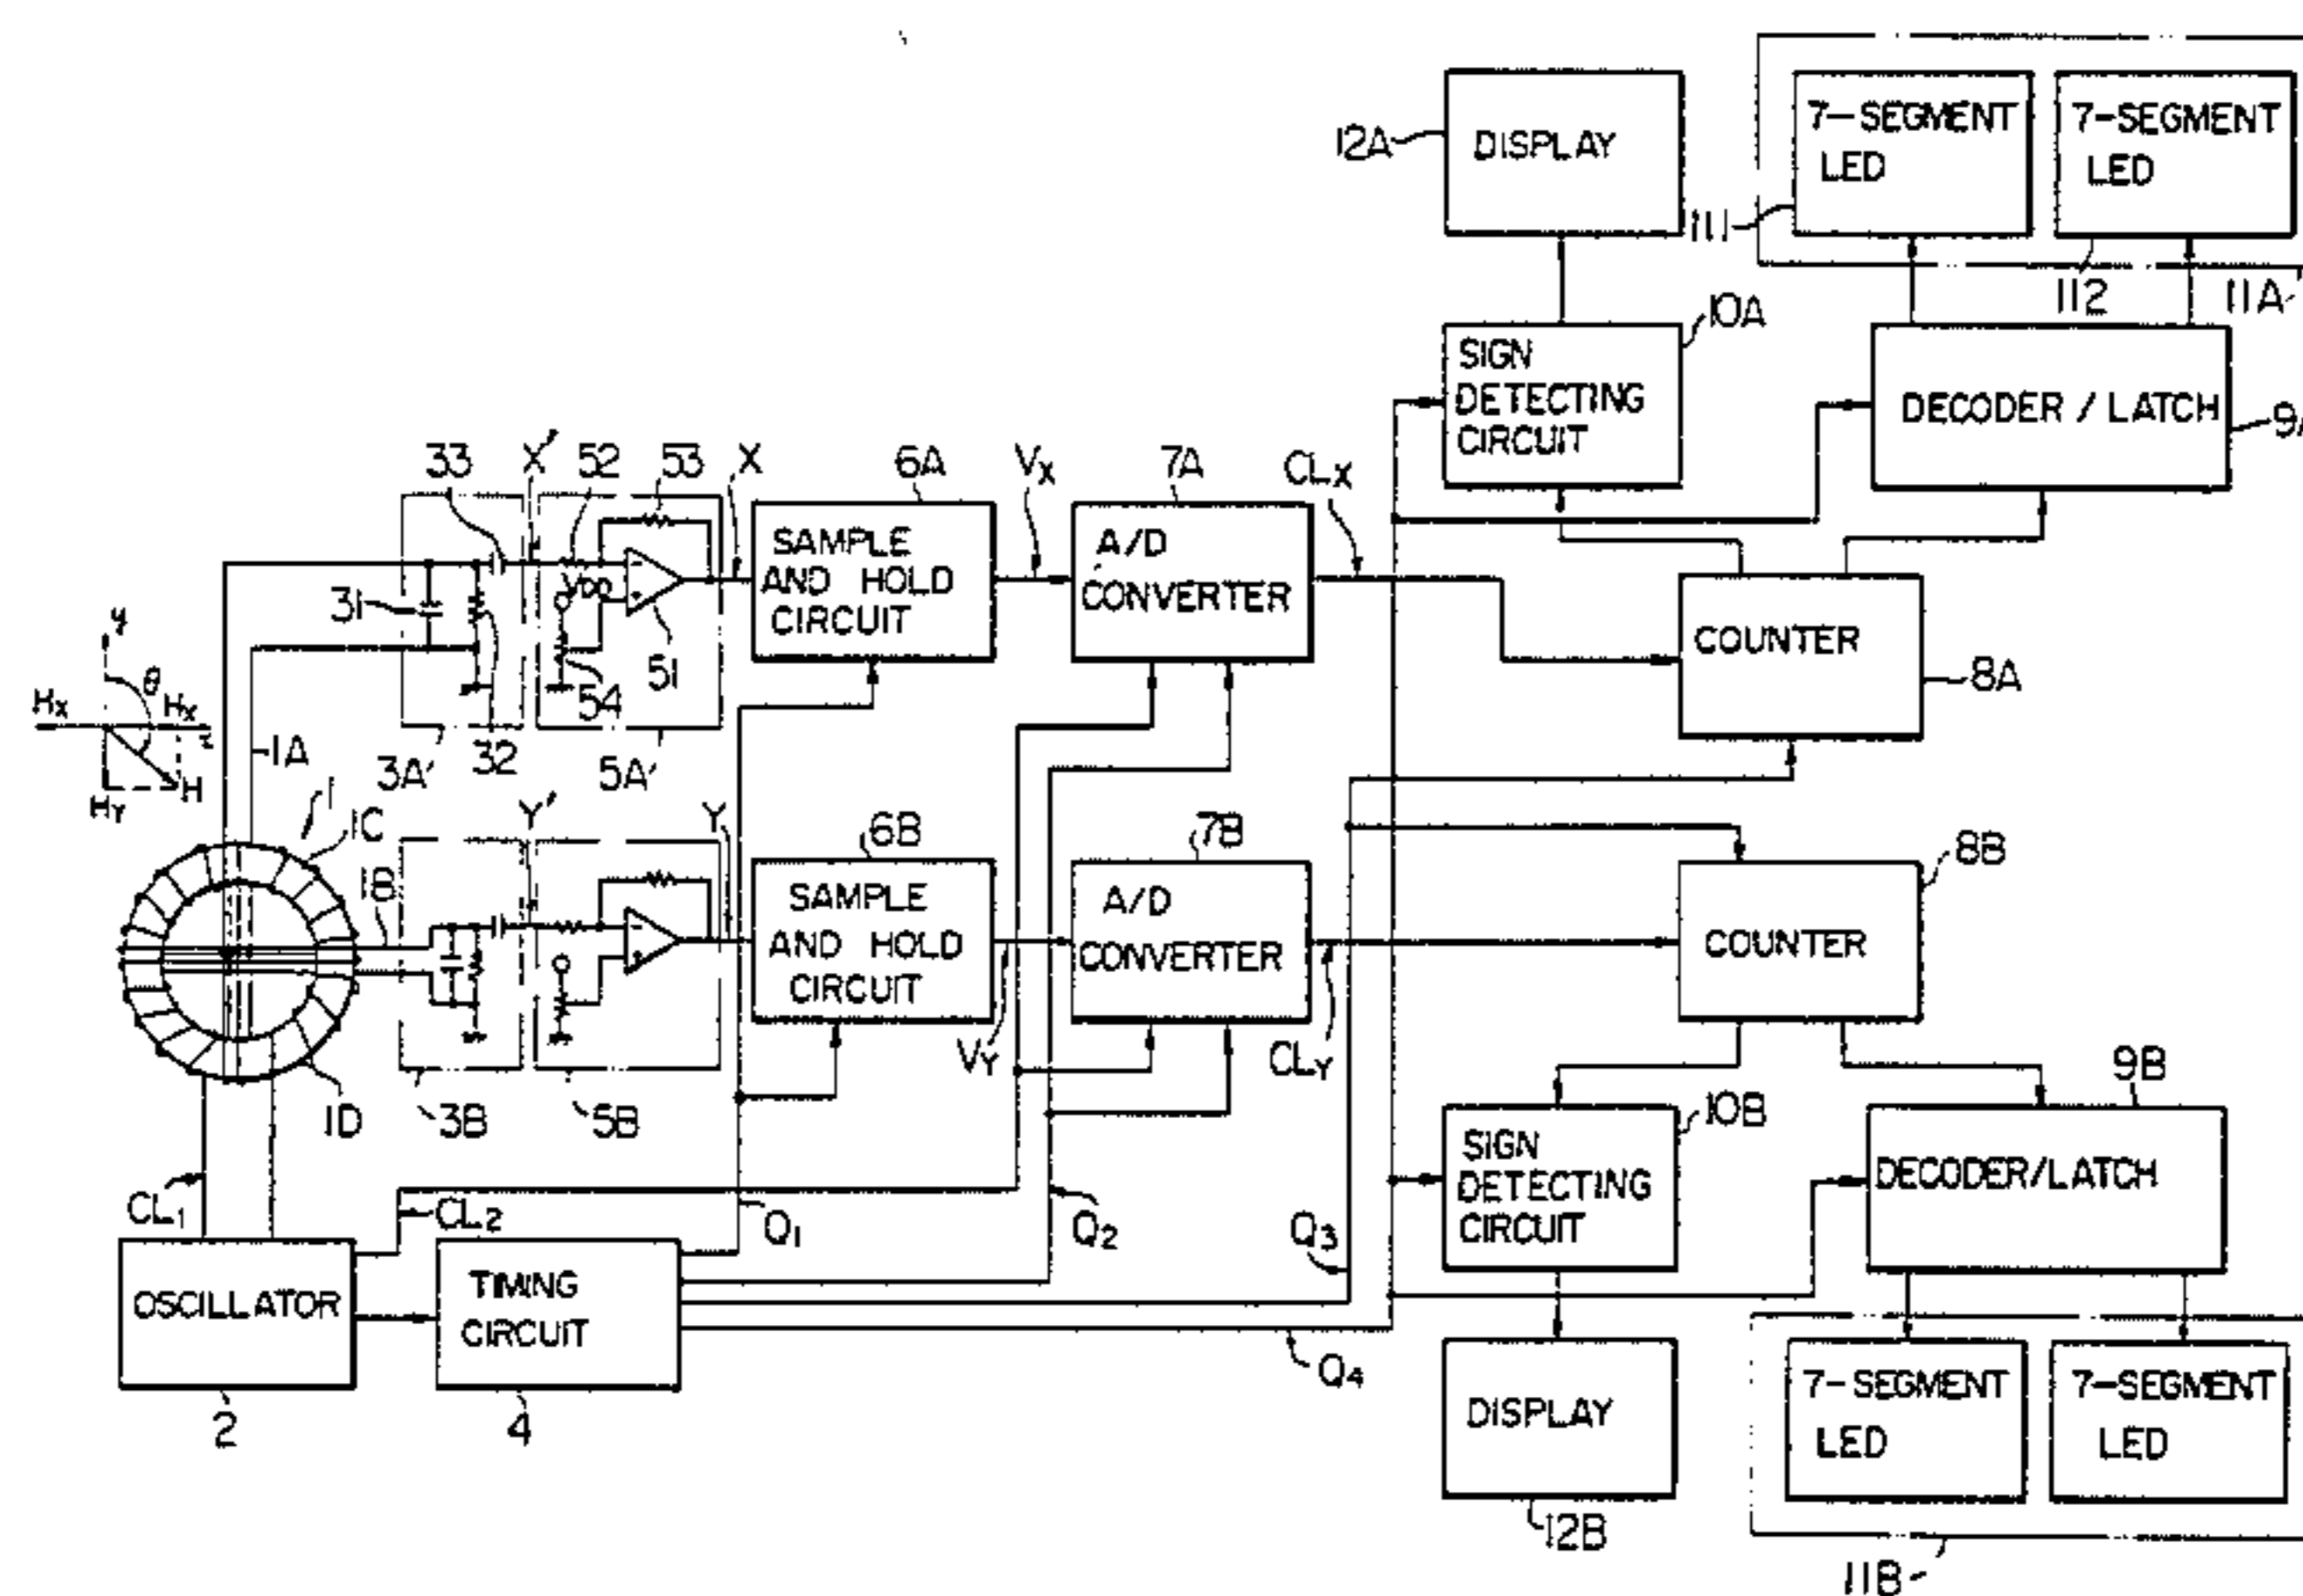 12A
DISPLAY
7-SEGMENT
LED
7-SEGMENT
LED
111
112
11A
10A
SIGN
DETECTING
CIRCUIT
DECODER / LATCH
33
X'
52
53
X
6A
VX
7A
CLX
SAMPLE
AND HOLD
CIRCUIT
A/D
CONVERTER
COUNTER
8A
31
VDD
51
54
y
θ
HX
HX
H
HY
1A
3A'
32
5A'
1
1C
1B
Y'
Y
6B
7B
8B
SAMPLE
AND HOLD
CIRCUIT
A/D
CONVERTER
COUNTER
VY
CLY
1D
3B
5B
10B
9B
SIGN
DETECTING
CIRCUIT
DECODER/LATCH
CL1
CL2
Q1
Q2
Q3
Q4
OSCILLATOR
TIMING
CIRCUIT
2
4
DISPLAY
7-SEGMENT
LED
7-SEGMENT
LED
12B
11B